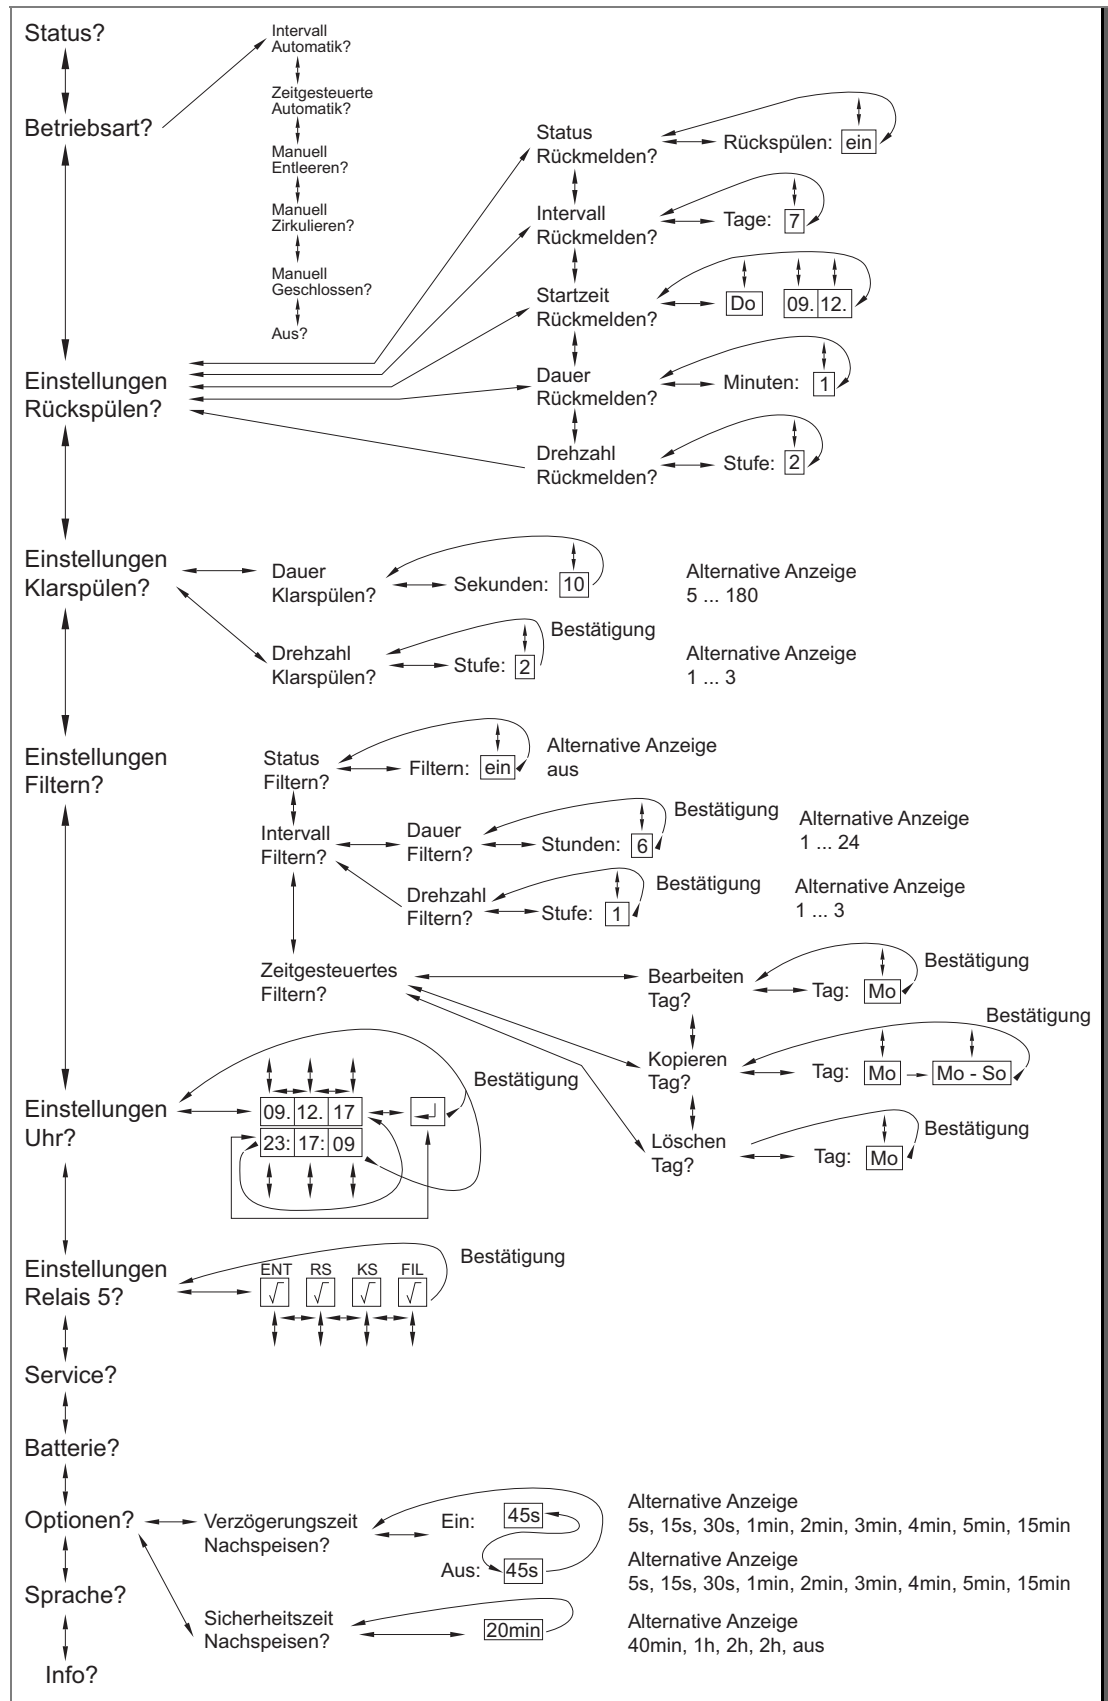 Status?
Intervall
Automatik?
Zeitgesteuerte
Automatik?
Betriebsart?
Manuell
Entleeren?
Manuell
Zirkulieren?
Manuell
Geschlossen?
Aus?
Status
Rückmelden?
Rückspülen: ein
Intervall
Rückmelden?
Tage: 7
Startzeit
Rückmelden?
Do 09. 12.
Einstellungen
Rückspülen?
Dauer
Rückmelden?
Minuten: 1
Drehzahl
Rückmelden?
Stufe: 2
Einstellungen
Klarspülen?
Dauer
Klarspülen?
Sekunden: 10
Alternative Anzeige
5 ... 180
Bestätigung
Drehzahl
Klarspülen?
Stufe: 2
Alternative Anzeige
1 ... 3
Einstellungen
Filtern?
Status
Filtern?
Filtern: ein
Alternative Anzeige
aus
Intervall
Filtern?
Dauer
Filtern?
Stunden: 6
Bestätigung
Alternative Anzeige
1 ... 24
Drehzahl
Filtern?
Stufe: 1
Bestätigung
Alternative Anzeige
1 ... 3
Zeitgesteuertes
Filtern?
Bearbeiten
Tag?
Tag: Mo
Bestätigung
Kopieren
Tag?
Tag: Mo Mo - So
Bestätigung
Löschen
Tag?
Tag: Mo
Bestätigung
Einstellungen
Uhr?
09. 12. 17
23: 17: 09
Bestätigung
Einstellungen
Relais 5?
ENT RS KS FIL
√ √ √ √
Bestätigung
Service?
Batterie?
Optionen?
Verzögerungszeit
Nachspeisen?
Ein: 45s
Alternative Anzeige
5s, 15s, 30s, 1min, 2min, 3min, 4min, 5min, 15min
Aus: 45s
Alternative Anzeige
5s, 15s, 30s, 1min, 2min, 3min, 4min, 5min, 15min
Sprache?
Sicherheitszeit
Nachspeisen?
20min
Alternative Anzeige
40min, 1h, 2h, 2h, aus
Info?